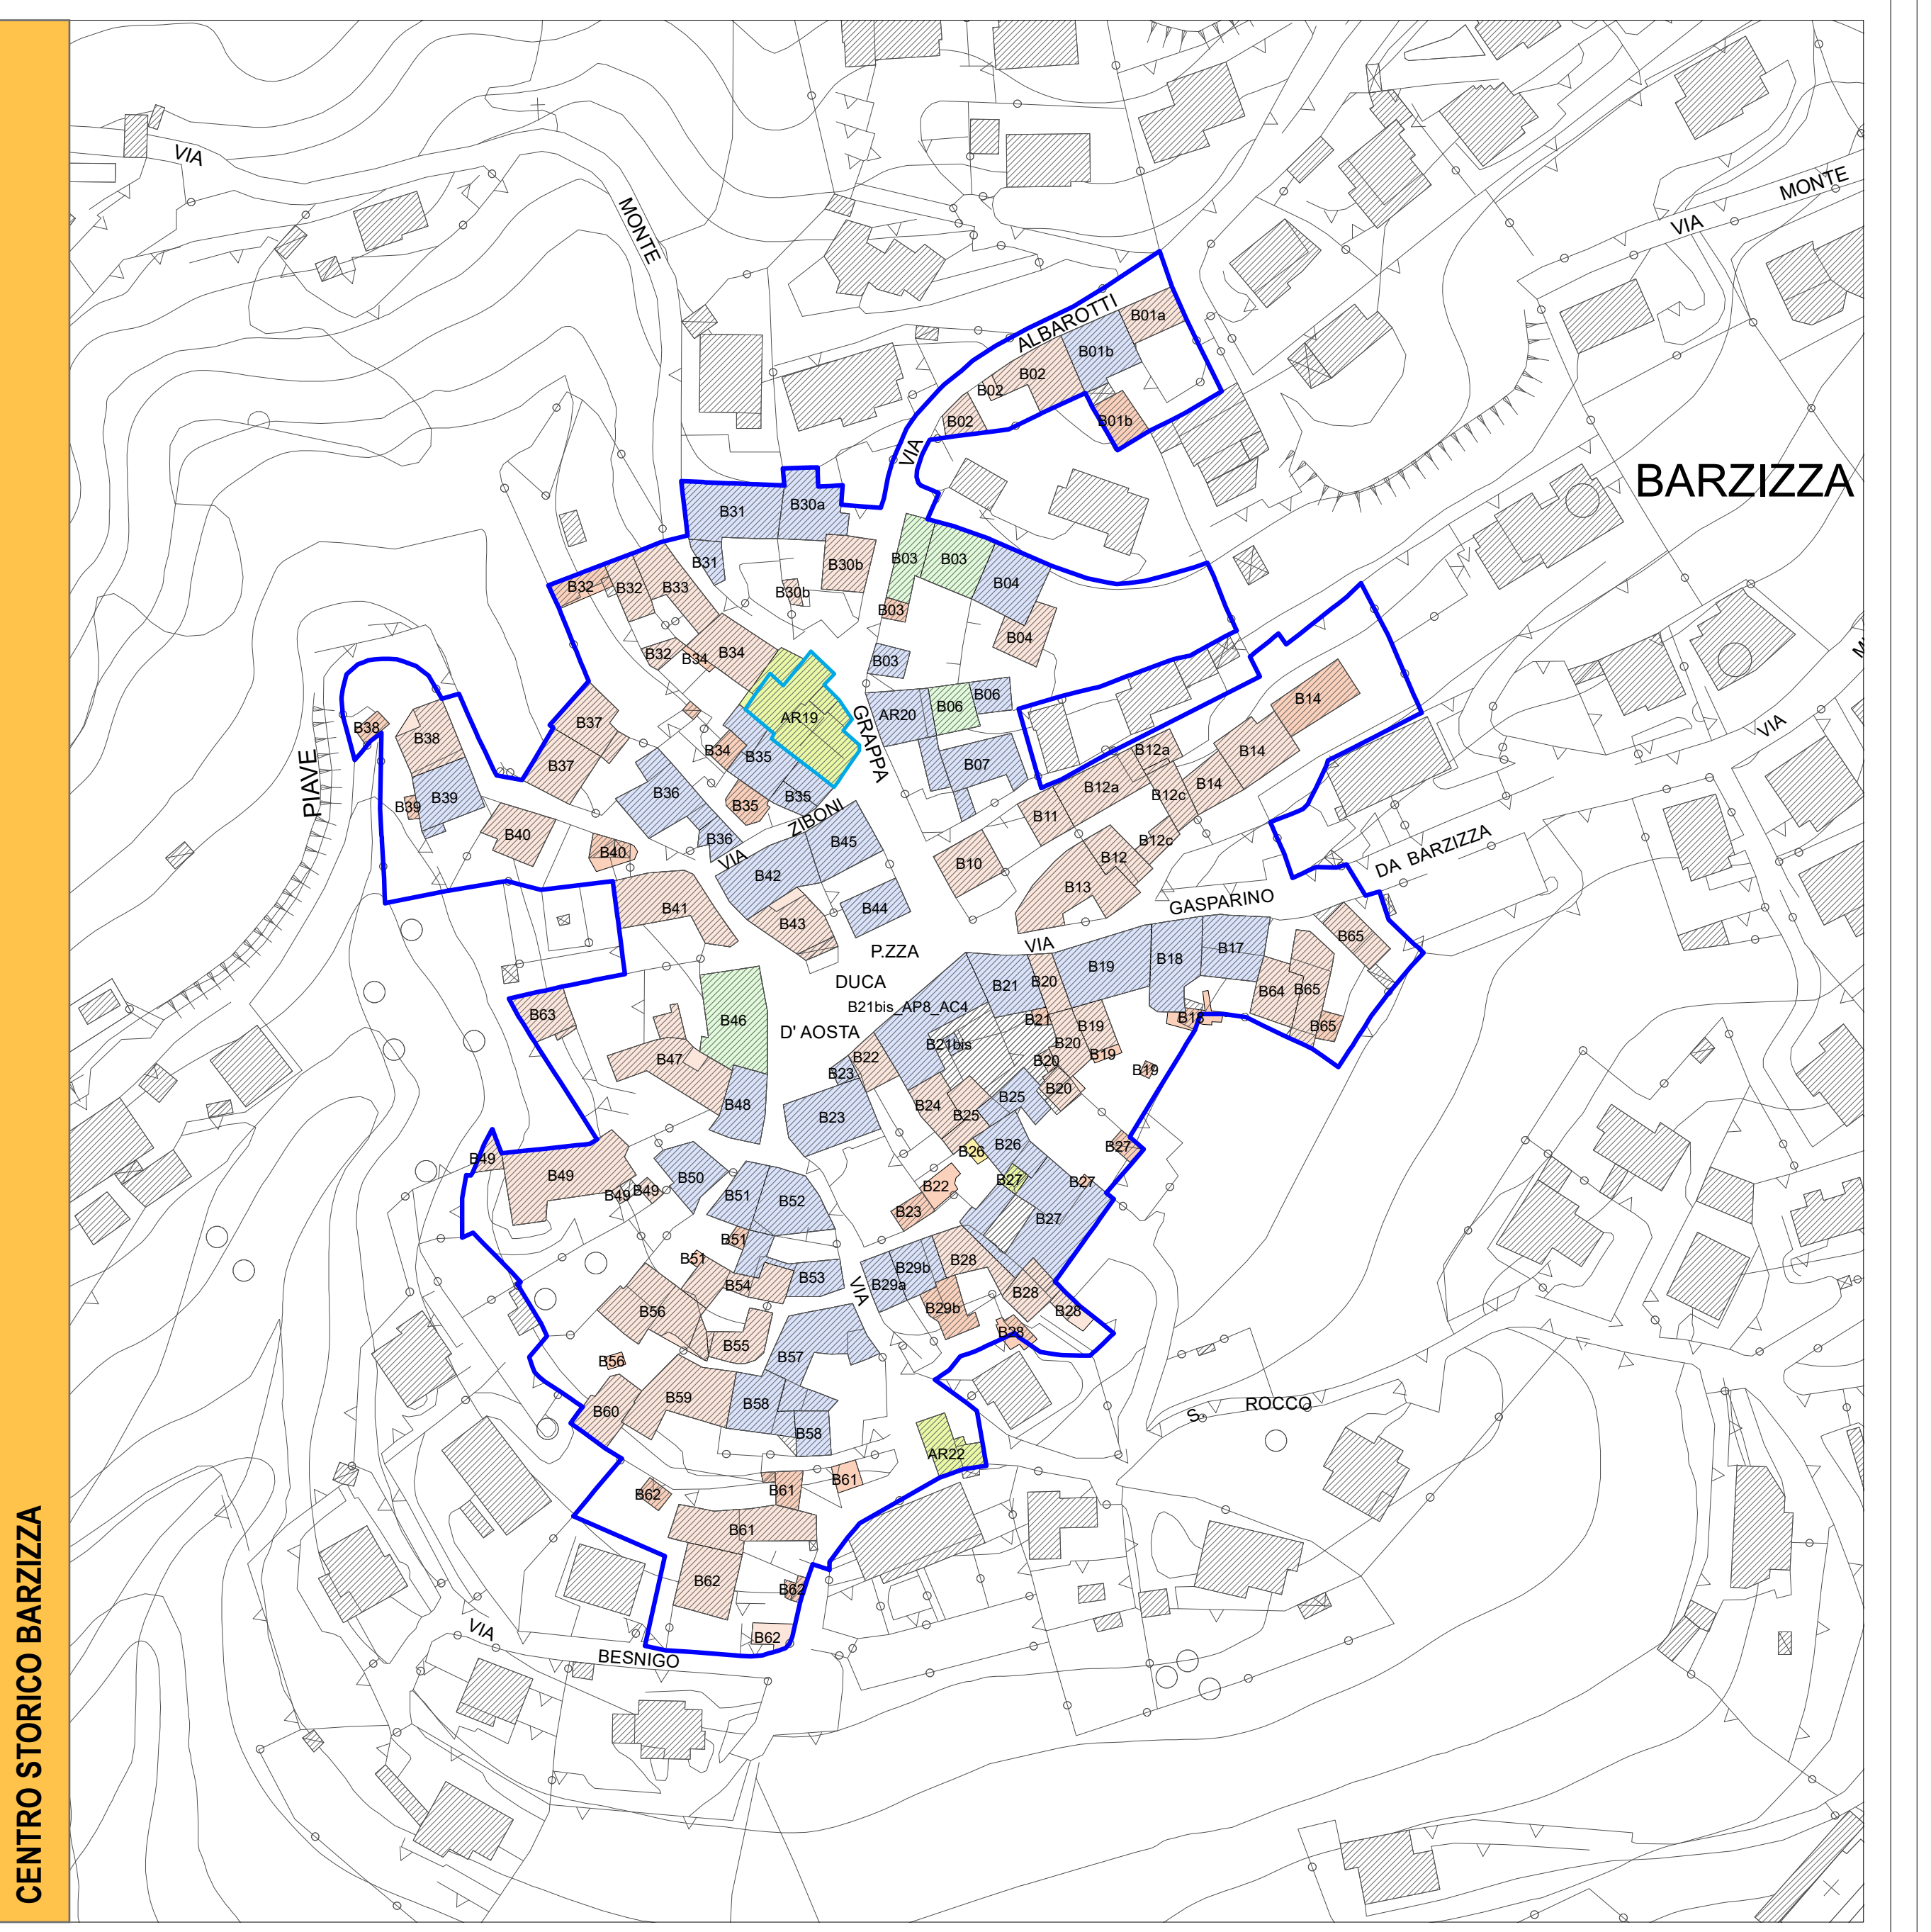 CENTRO STORICO BARZIZZA
VIA
MONTE
MONTE
VIA
ALBAROTTI
B01a
B01b
B02
B02
B02
B01b
VIA
BARZIZZA
B31
B30a
B31
B30b
B03
B03
B04
B32
B32
B33
B30b
B03
B04
B32
B34
B34
B03
B06
B06
AR20
AR19
GRAPPA
B14
B38
B38
B37
B37
B34
B35
B35
B35
B07
B12a
B14
VIA
PIAVE
B39
B39
B36
B36
B12a
B12c
B14
B11
B40
B40
VIA
ZIBONI
B45
B42
B10
B12
B12c
B13
DA BARZIZZA
B41
B43
B44
GASPARINO
P.ZZA
VIA
B65
B17
B18
B19
B20
B21
DUCA
B21bis_AP8_AC4
B64
B65
B63
B46
D' AOSTA
B21
B19
B18
B65
B47
B22
B21bis
B20
B20
B19
B19
B23
B20
B48
B23
B24
B25
B25
B26
B26
B27
B49
B49
B49
B49
B50
B51
B52
B22
B23
B27
B27
B27
B51
B51
B54
B53
VIA
B29a
B29b
B28
B56
B29b
B28
B28
B28
B55
B57
B56
B60
B59
B58
B58
S.
ROCCO
AR22
B62
B61
B61
B61
B62
B62
B62
VIA
BESNIGO